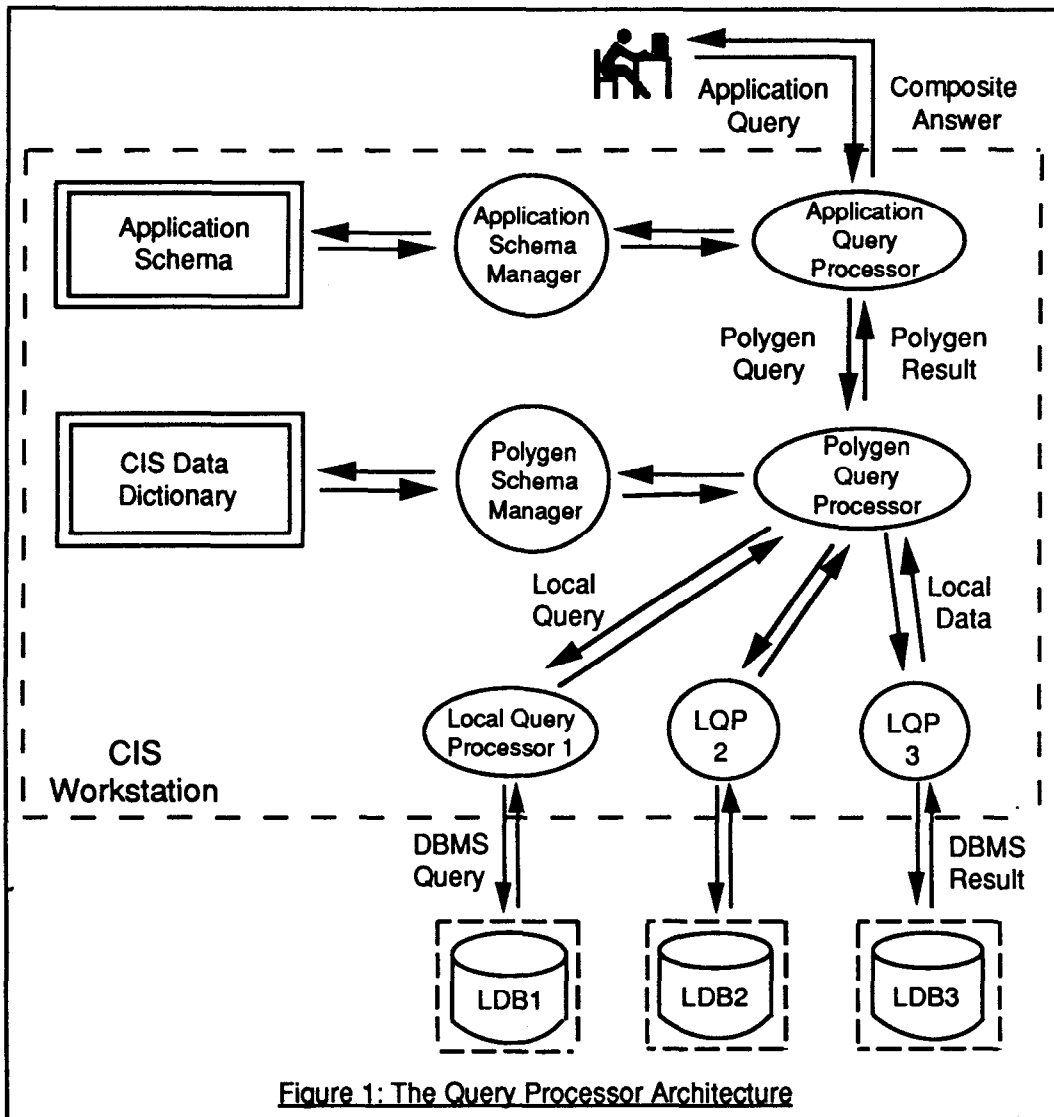 Application
Query
Composite
Answer
Application
Schema
Application
Schema
Manager
Application
Query
Processor
Polygen
Query
Polygen
Result
CIS Data
Dictionary
Polygen
Schema
Manager
Polygen
Query
Processor
Local
Query
Local
Data
Local Query
Processor 1
LQP
2
LQP
3
CIS
Workstation
DBMS
Query
DBMS
Result
LDB1
LDB2
LDB3
Figure 1: The Query Processor Architecture